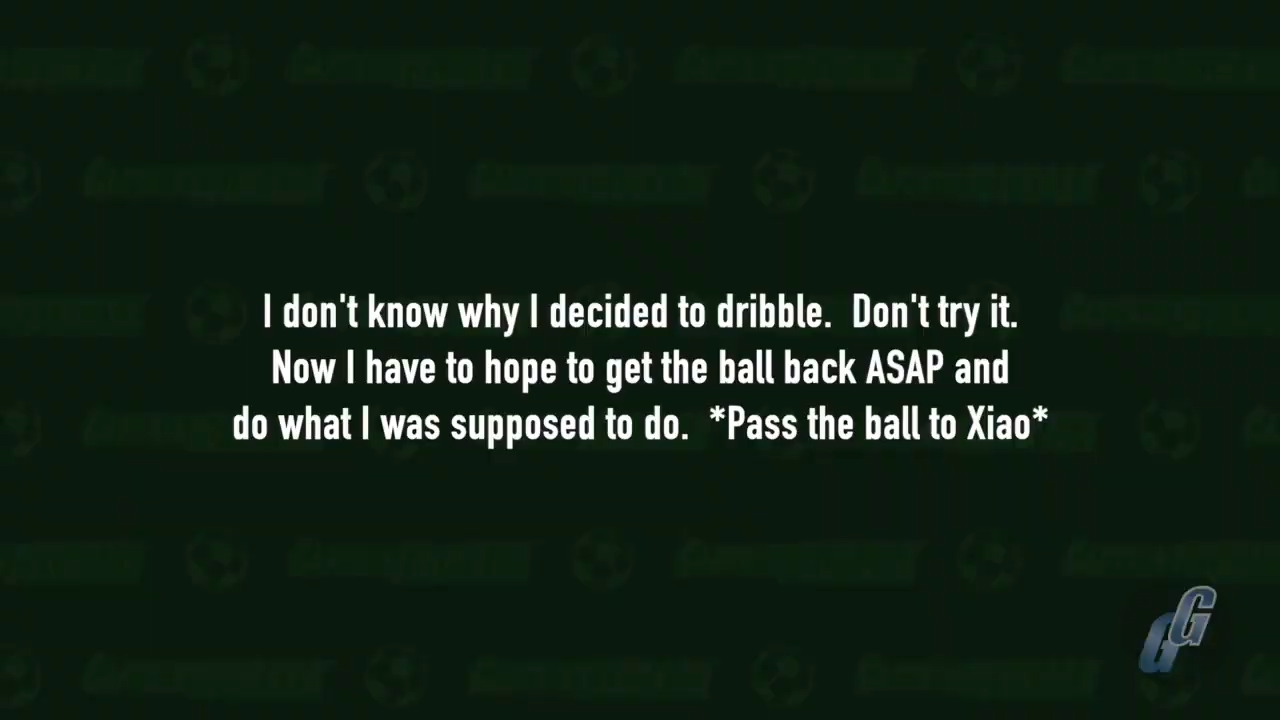 I don't know why I decided to dribble.  Don't try it.
Now I have to hope to get the ball back ASAP and
do what I was supposed to do.  *Pass the ball to Xiao*
GG